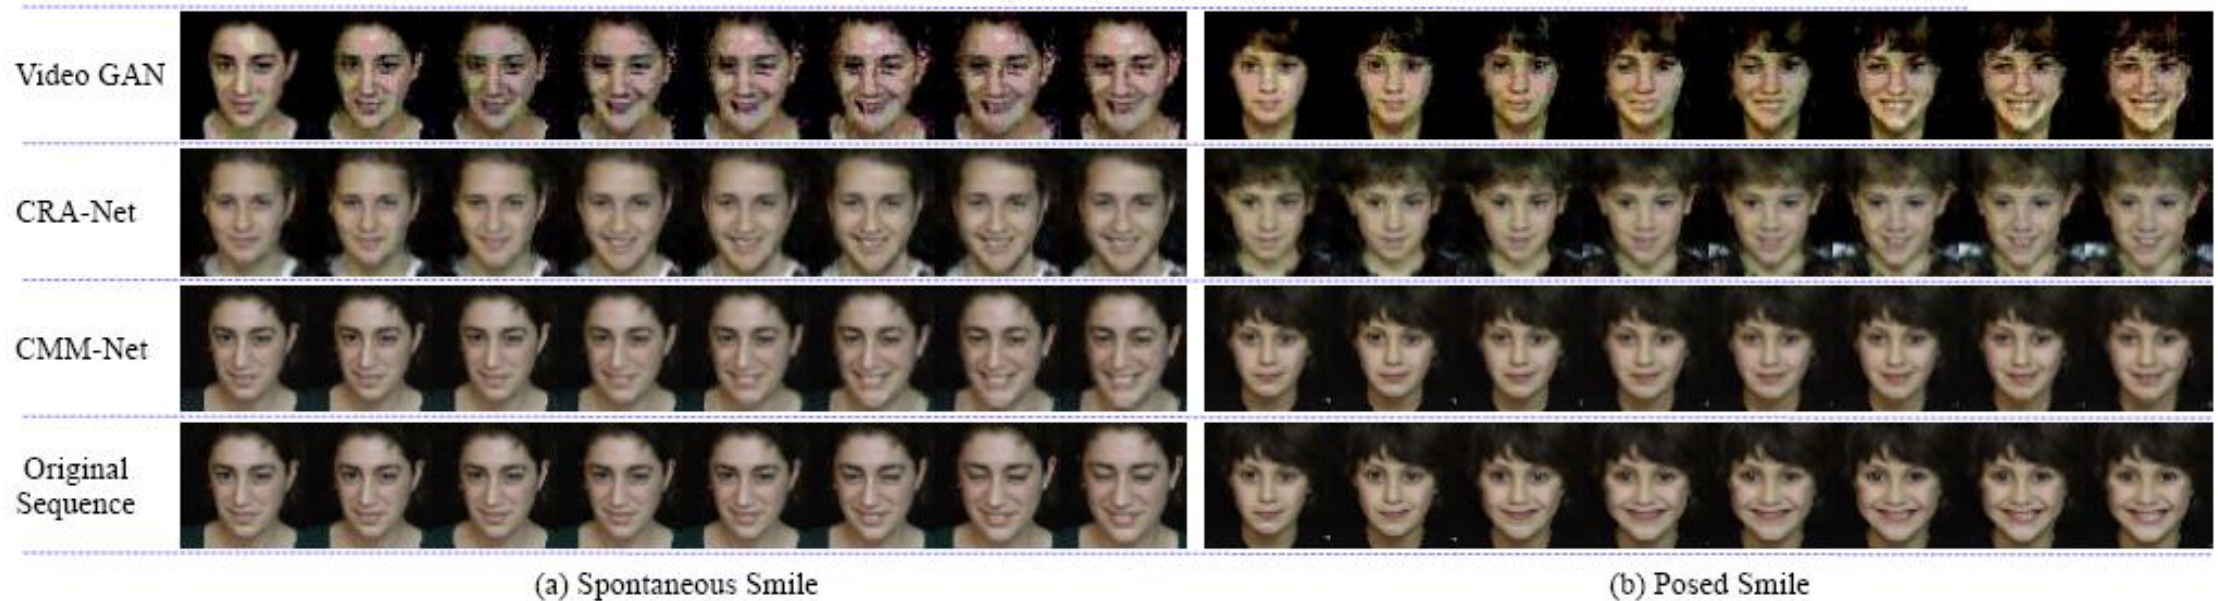 Video GAN
CRA-Net
CMM-Net
Original
Sequence
(a) Spontaneous Smile
(b) Posed Smile